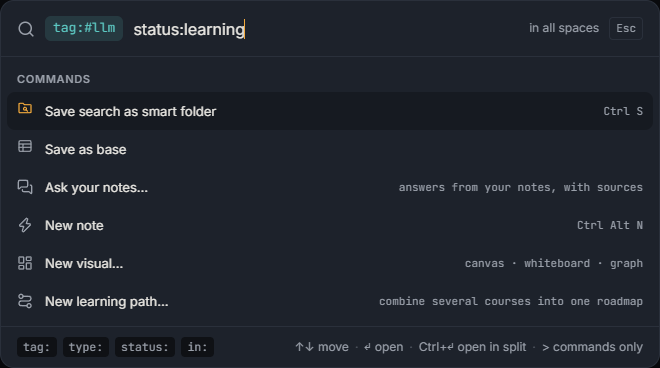 tag:#llm status:learning in all spaces Esc
COMMANDS
Save search as smart folder Ctrl S
Save as base
Ask your notes... answers from your notes, with sources
New note Ctrl Alt N
New visual... canvas · whiteboard · graph
New learning path... combine several courses into one roadmap
tag: type: status: in: ↑↓ move · ↵ open · Ctrl+↵ open in split · > commands only